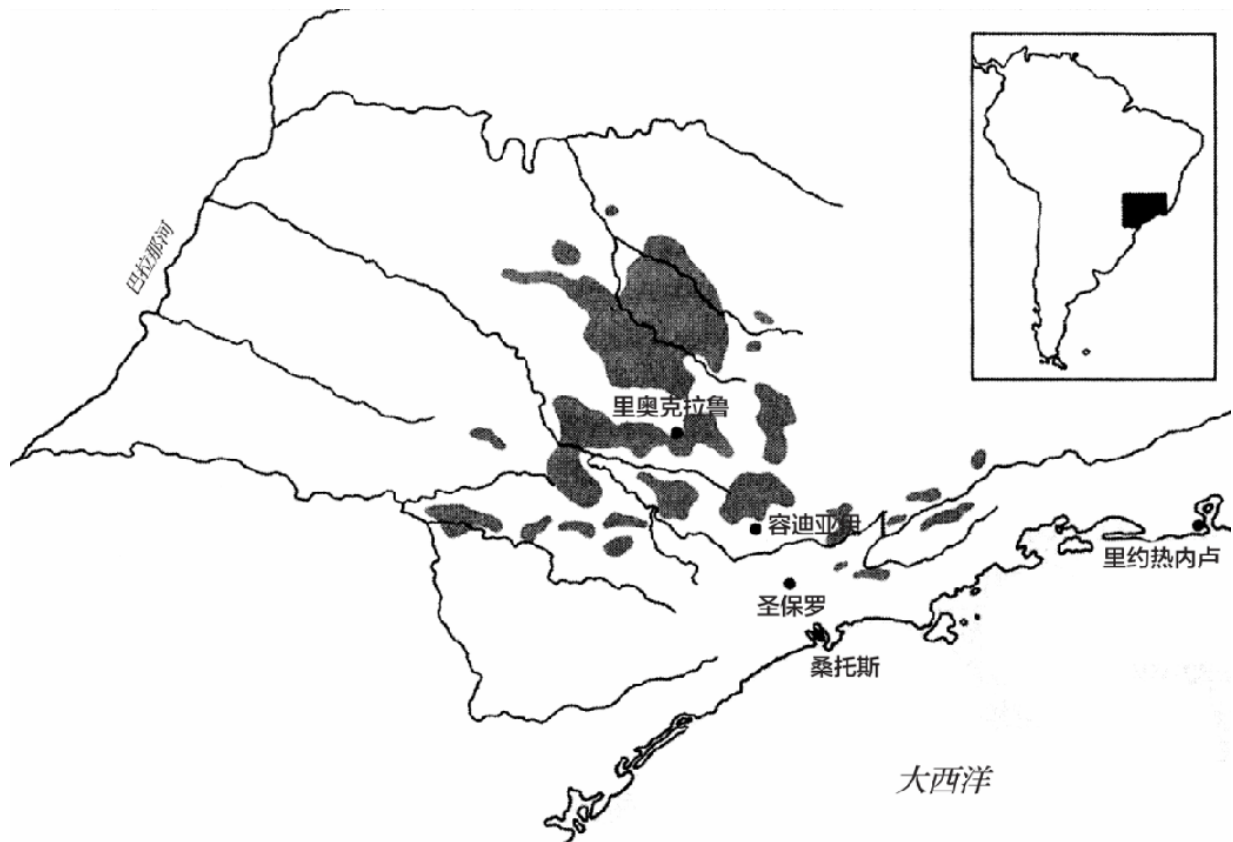 巴拉那河
里奥克拉鲁
容迪亚伊
里约热内卢
圣保罗
桑托斯
大西洋